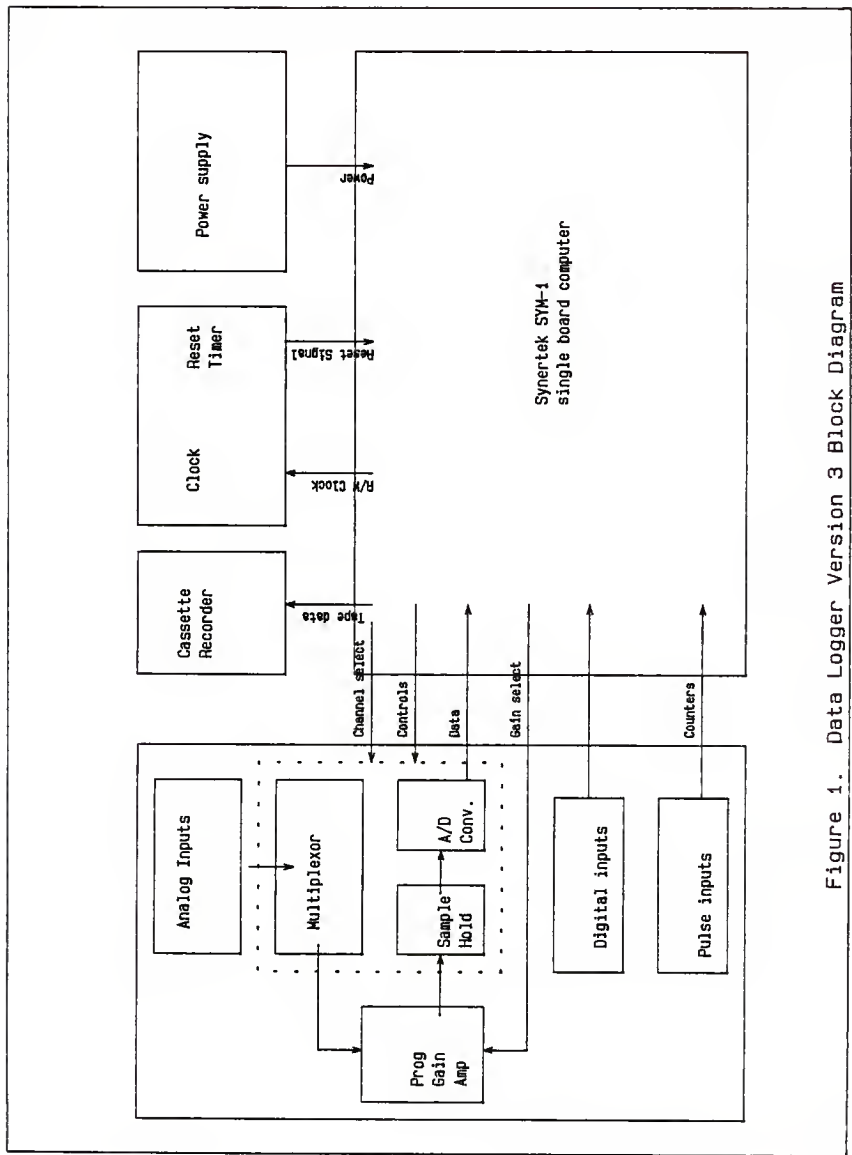 Cassette
Recorder
Clock
Reset
Timer
Power supply
Tape data
R/W Clock
Reset Signal
Power
Analog Inputs
Multiplexor
Sample
Hold
A/D
Conv.
Prog
Gain
Amp
Digital inputs
Pulse inputs
Channel select
Controls
Data
Gain select
Counters
Synertek SYM-1
single board computer
Figure 1. Data Logger Version 3 Block Diagram